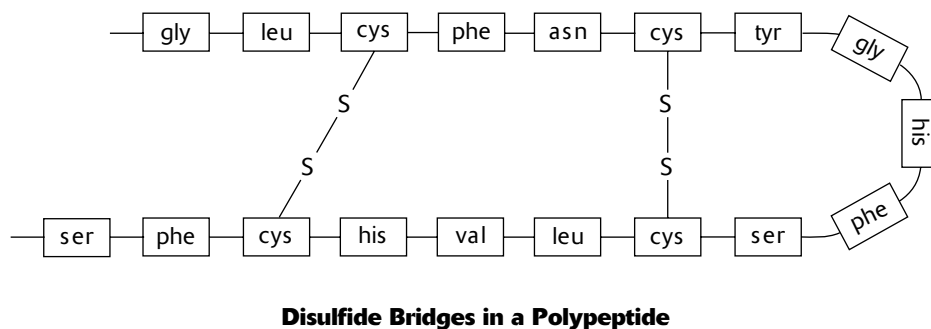 gly leu cys phe asn cys tyr gly
his
S S
S S
phe
ser phe cys his val leu cys ser
Disulfide Bridges in a Polypeptide